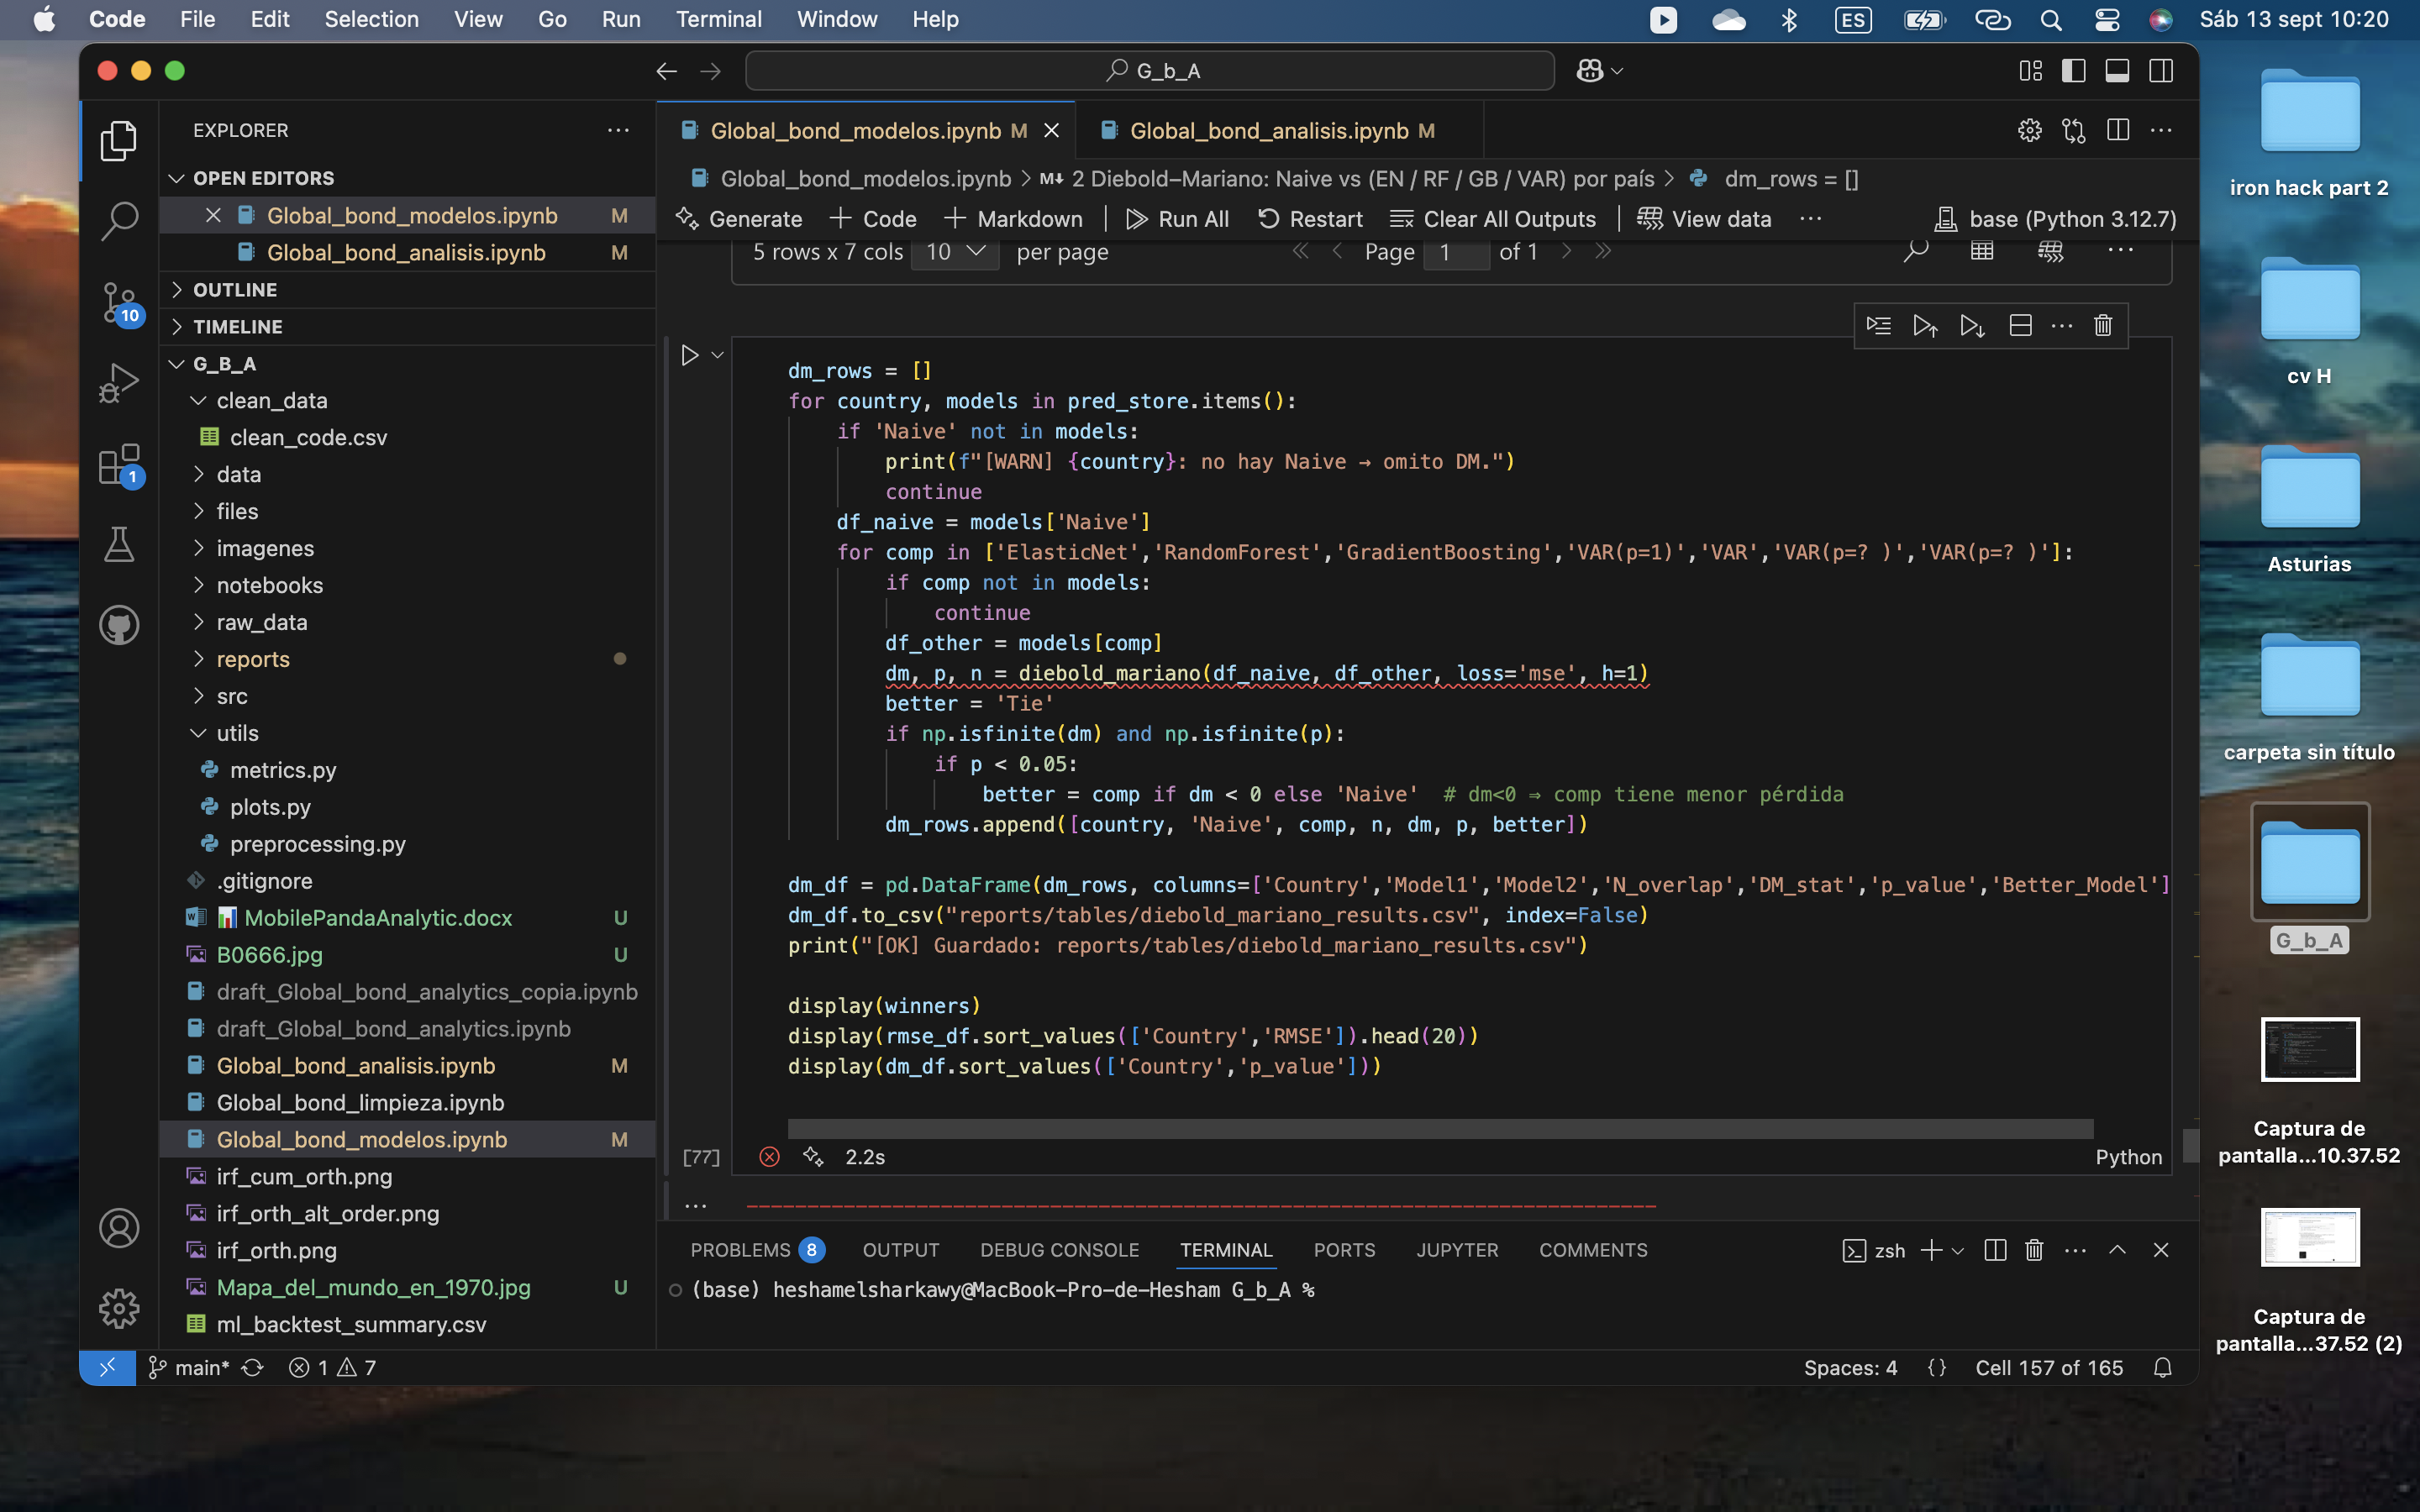 Code File Edit Selection View Go Run Terminal Window Help ES Sáb 13 sept 10:20
G_b_A
EXPLORER
OPEN EDITORS
Global_bond_modelos.ipynb M
Global_bond_analisis.ipynb M
OUTLINE
TIMELINE
G_B_A
clean_data
clean_code.csv
data
files
imagenes
notebooks
raw_data
reports
src
utils
metrics.py
plots.py
preprocessing.py
.gitignore
MobilePandaAnalytic.docx U
B0666.jpg U
draft_Global_bond_analytics_copia.ipynb
draft_Global_bond_analytics.ipynb
Global_bond_analisis.ipynb M
Global_bond_limpieza.ipynb
Global_bond_modelos.ipynb M
irf_cum_orth.png
irf_orth_alt_order.png
irf_orth.png
Mapa_del_mundo_en_1970.jpg U
ml_backtest_summary.csv
10
1
Global_bond_modelos.ipynb M Global_bond_analisis.ipynb M
Global_bond_modelos.ipynb > M↓ 2 Diebold–Mariano: Naive vs (EN / RF / GB / VAR) por país > dm_rows = []
Generate + Code + Markdown | Run All Restart Clear All Outputs | View data ... base (Python 3.12.7)
5 rows x 7 cols 10 per page Page 1 of 1
dm_rows = []
for country, models in pred_store.items():
if 'Naive' not in models:
print(f"[WARN] {country}: no hay Naive → omito DM.")
continue
df_naive = models['Naive']
for comp in ['ElasticNet','RandomForest','GradientBoosting','VAR(p=1)','VAR','VAR(p=? )','VAR(p=? )']:
if comp not in models:
continue
df_other = models[comp]
dm, p, n = diebold_mariano(df_naive, df_other, loss='mse', h=1)
better = 'Tie'
if np.isfinite(dm) and np.isfinite(p):
if p < 0.05:
better = comp if dm < 0 else 'Naive' # dm<0 ⇒ comp tiene menor pérdida
dm_rows.append([country, 'Naive', comp, n, dm, p, better])
dm_df = pd.DataFrame(dm_rows, columns=['Country','Model1','Model2','N_overlap','DM_stat','p_value','Better_Model']
dm_df.to_csv("reports/tables/diebold_mariano_results.csv", index=False)
print("[OK] Guardado: reports/tables/diebold_mariano_results.csv")
display(winners)
display(rmse_df.sort_values(['Country','RMSE']).head(20))
display(dm_df.sort_values(['Country','p_value']))
[77] 2.2s Python
PROBLEMS 8 OUTPUT DEBUG CONSOLE TERMINAL PORTS JUPYTER COMMENTS zsh
(base) heshamelsharkawy@MacBook-Pro-de-Hesham G_b_A %
main* 1 7 Spaces: 4 {} Cell 157 of 165
iron hack part 2
cv H
Asturias
carpeta sin título
G_b_A
Captura de
pantalla...10.37.52
Captura de
pantalla...37.52 (2)